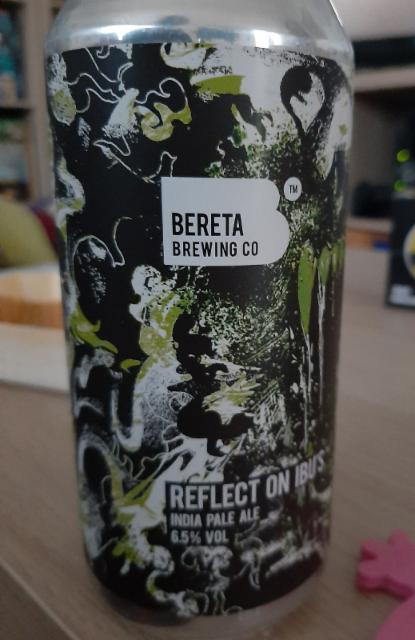 TM
BERETA
BREWING CO
REFLECT ON IBU'S
INDIA PALE ALE
6.5% VOL